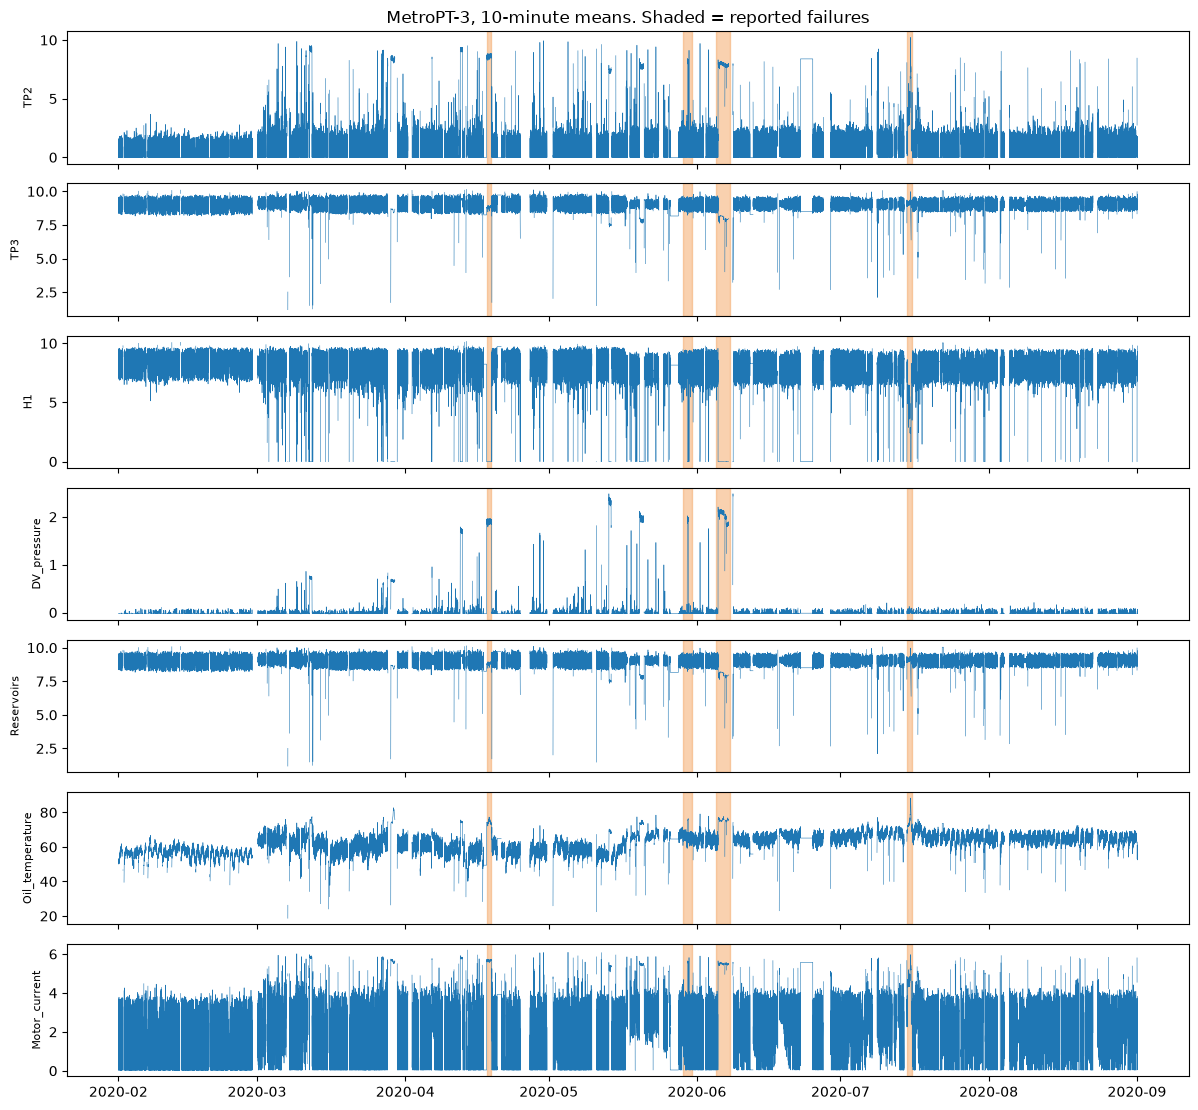 MetroPT-3, 10-minute means. Shaded = reported failures
TP2
10
5
0
TP3
10.0
7.5
5.0
2.5
H1
10
5
0
DV_pressure
2
1
0
Reservoirs
10.0
7.5
5.0
2.5
Oil_temperature
80
60
40
20
Motor_current
6
4
2
0
2020-02 2020-03 2020-04 2020-05 2020-06 2020-07 2020-08 2020-09